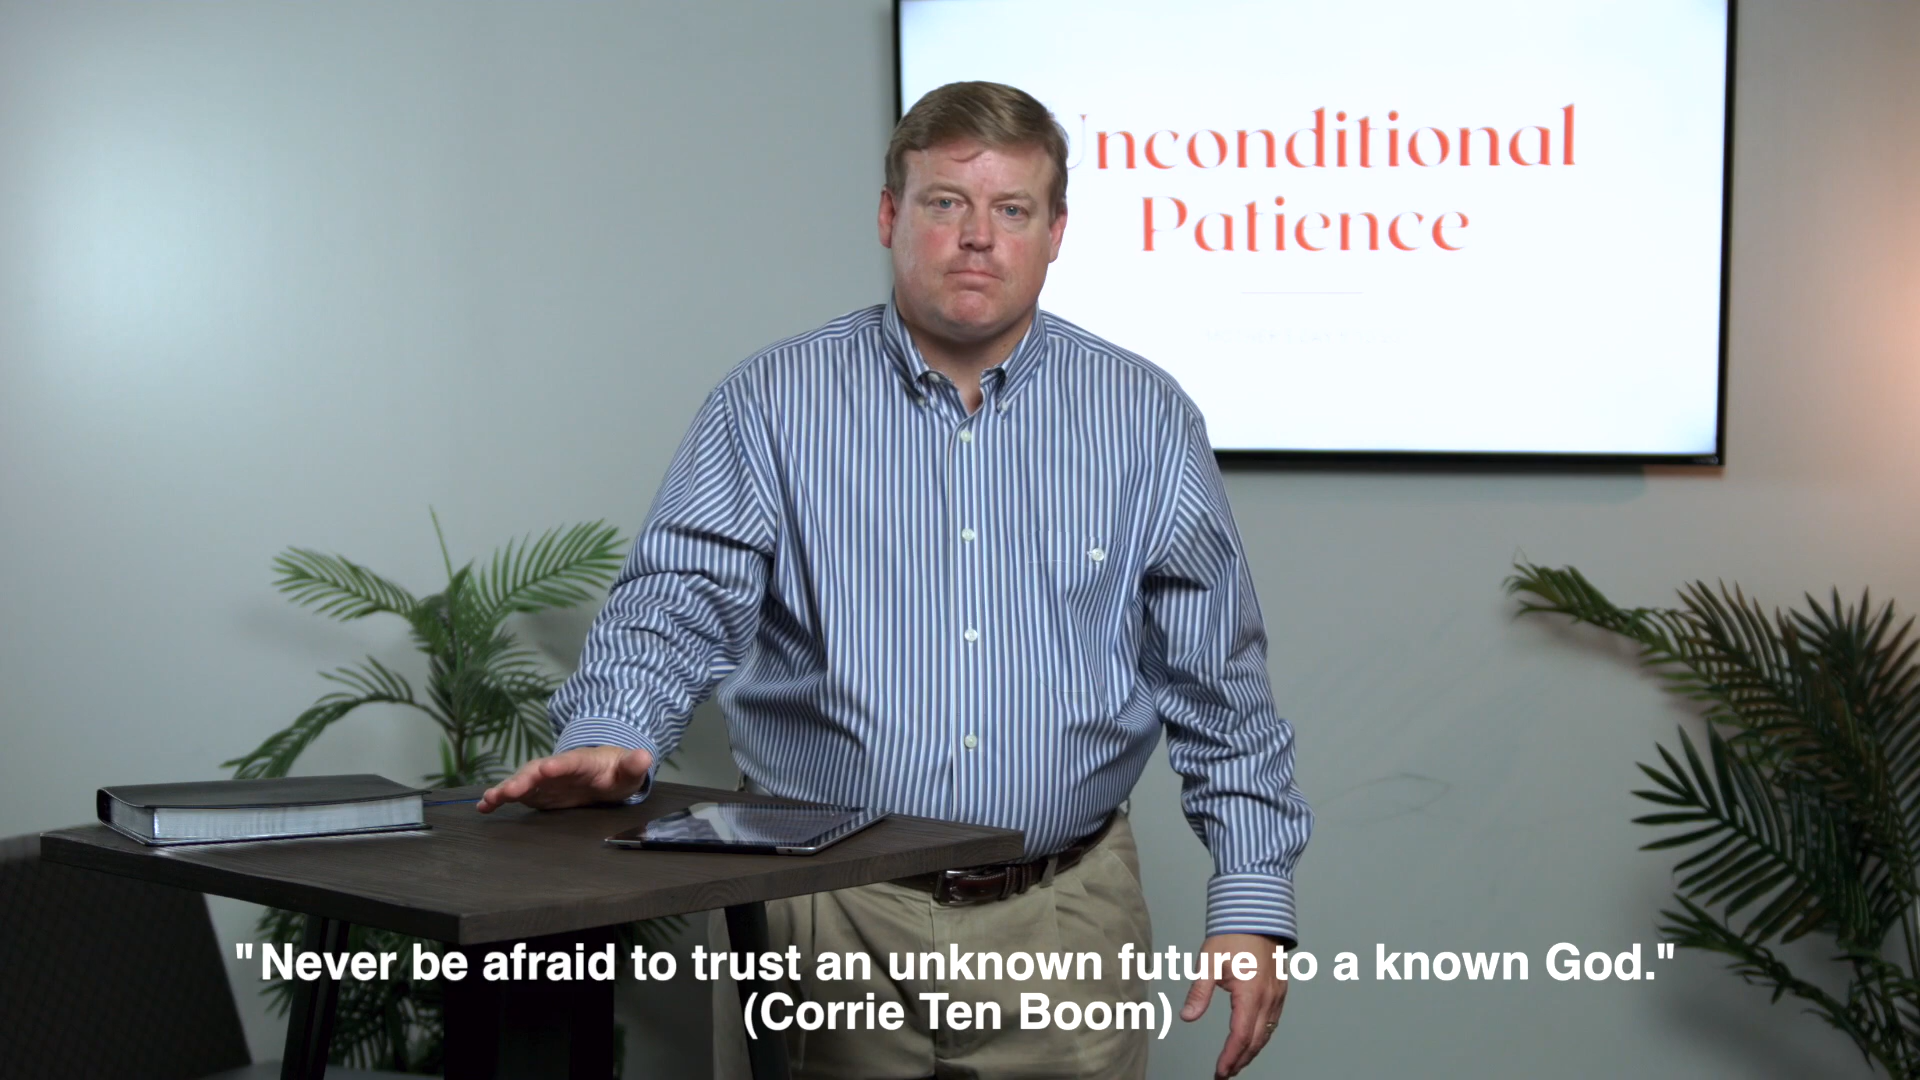 Unconditional
Patience
"Never be afraid to trust an unknown future to a known God."
(Corrie Ten Boom)